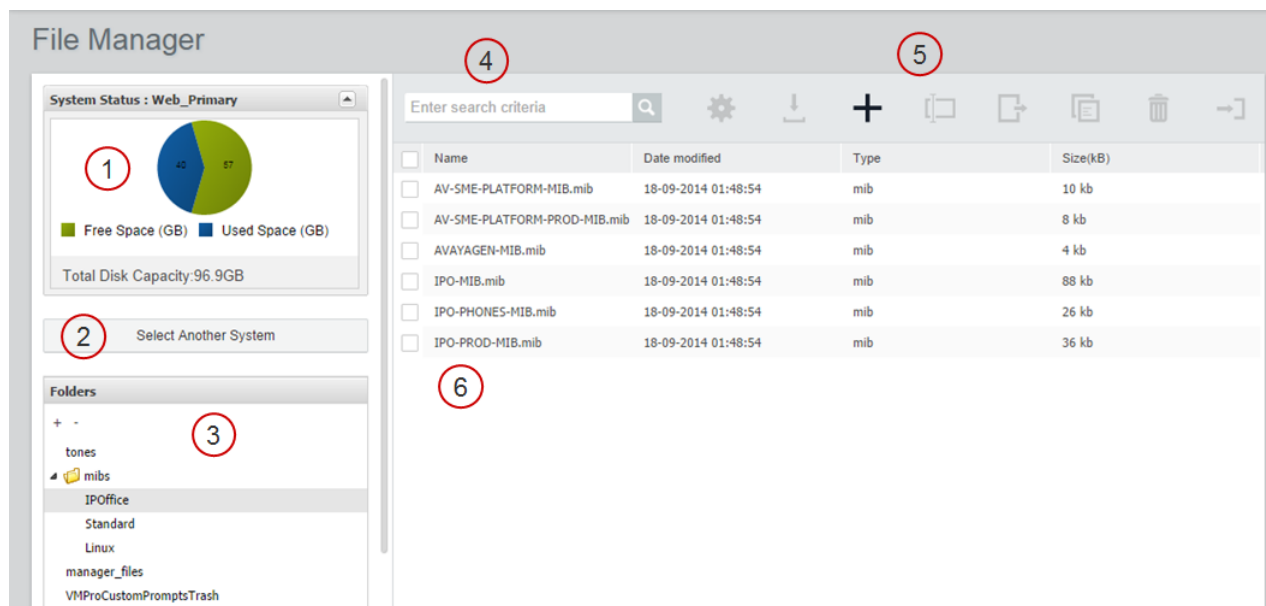 File Manager
4
5
System Status : Web_Primary
Enter search criteria
1
40 57
Free Space (GB) Used Space (GB)
Total Disk Capacity:96.9GB
2
Select Another System
Folders
+ -
3
tones
mibs
IPOffice
Standard
Linux
manager_files
VMProCustomPromptsTrash
Name Date modified Type Size(kB)
AV-SME-PLATFORM-MIB.mib 18-09-2014 01:48:54 mib 10 kb
AV-SME-PLATFORM-PROD-MIB.mib 18-09-2014 01:48:54 mib 8 kb
AVAYAGEN-MIB.mib 18-09-2014 01:48:54 mib 4 kb
IPO-MIB.mib 18-09-2014 01:48:54 mib 88 kb
IPO-PHONES-MIB.mib 18-09-2014 01:48:54 mib 26 kb
IPO-PROD-MIB.mib 18-09-2014 01:48:54 mib 36 kb
6